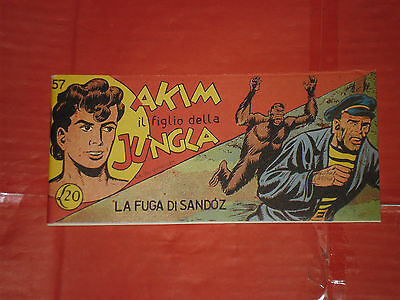 57
AKIM
il figlio della
JUNGLA
£20
LA FUGA DI SANDOZ